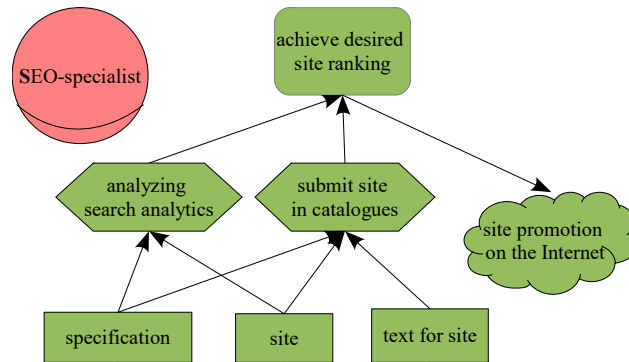 achieve desired
site ranking
SEO-specialist
analyzing
search analytics
submit site
in catalogues
site promotion
on the Internet
specification
site
text for site